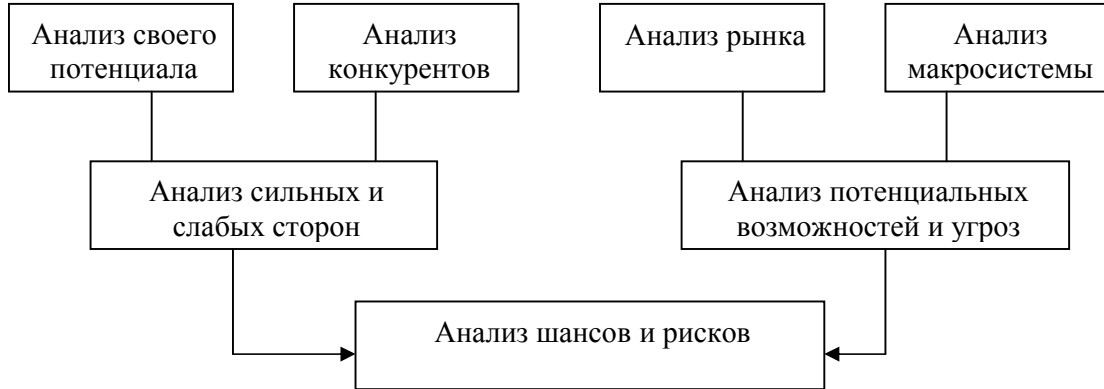 Анализ своего
потенциала
Анализ
конкурентов
Анализ рынка
Анализ
макросистемы
Анализ сильных и
слабых сторон
Анализ потенциальных
возможностей и угроз
Анализ шансов и рисков